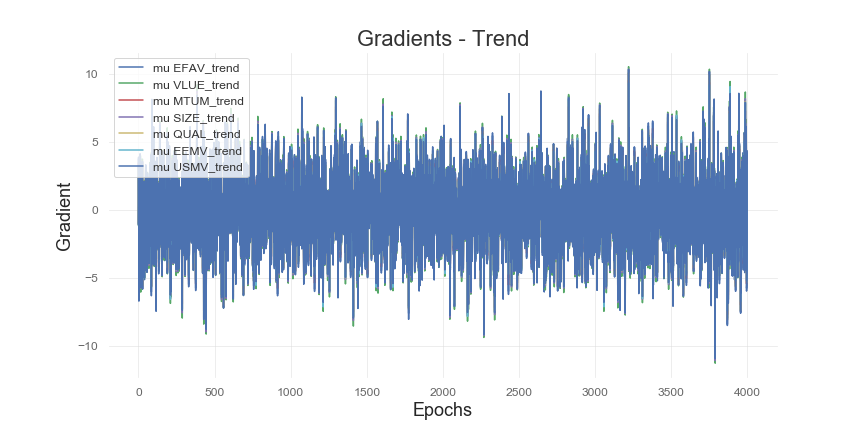 Gradients - Trend
mu EFAV_trend
mu VLUE_trend
mu MTUM_trend
mu SIZE_trend
mu QUAL_trend
mu EEMV_trend
mu USMV_trend
10
5
0
−5
−10
Gradient
0 500 1000 1500 2000 2500 3000 3500 4000
Epochs